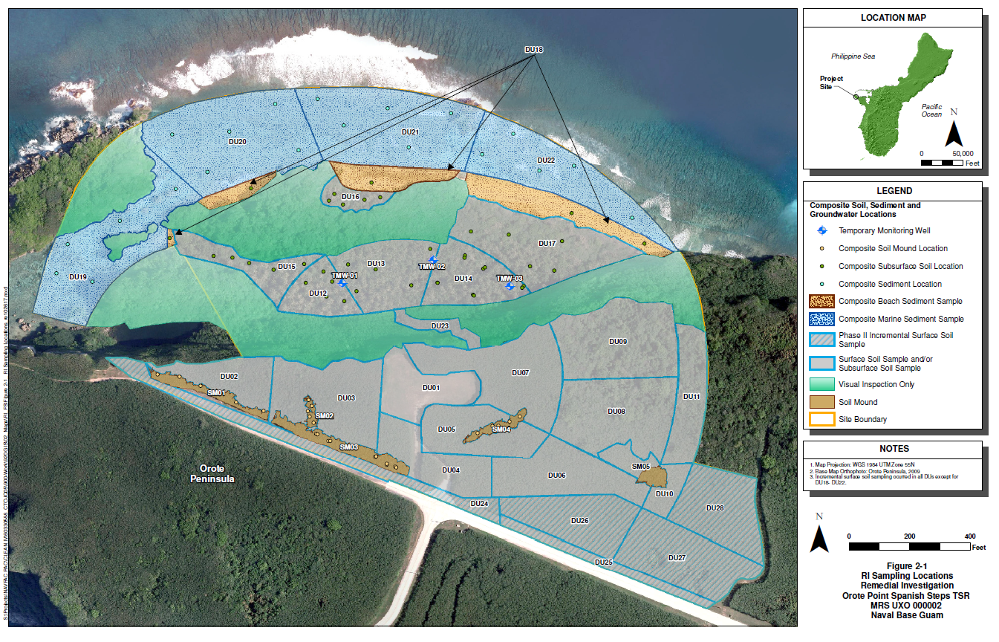 DU18
DU20
DU21
DU22
DU16
DU17
DU19
DU15
DU13
TMW-02
TMW-01
DU14
TMW-03
DU12
DU23
DU09
DU02
DU07
DU01
DU03
DU11
SM01
DU08
SM02
DU05
SM04
SM03
DU04
DU06
SM05
DU10
Orote
Peninsula
DU24
DU28
DU26
DU27
DU25
LOCATION MAP
Philippine Sea
Project
Site
Pacific
Ocean
N
0 50,000
Feet
LEGEND
Composite Soil, Sediment and
Groundwater Locations
Temporary Monitoring Well
Composite Soil Mound Location
Composite Subsurface Soil Location
Composite Sediment Location
Composite Beach Sediment Sample
Composite Marine Sediment Sample
Phase II Incremental Surface Soil
Sample
Surface Soil Sample and/or
Subsurface Soil Sample
Visual Inspection Only
Soil Mound
Site Boundary
NOTES
1. Map Projection: WGS 1984 UTM Zone 55N
2. Base Map Orthophoto: Orote Peninsula, 2009
3. Incremental surface soil sampling ocurred in all DUs except for
DU18- DU22.
N
0 200 400
Feet
Figure 2-1
RI Sampling Locations
Remedial Investigation
Orote Point Spanish Steps TSR
MRS UXO 000002
Naval Base Guam